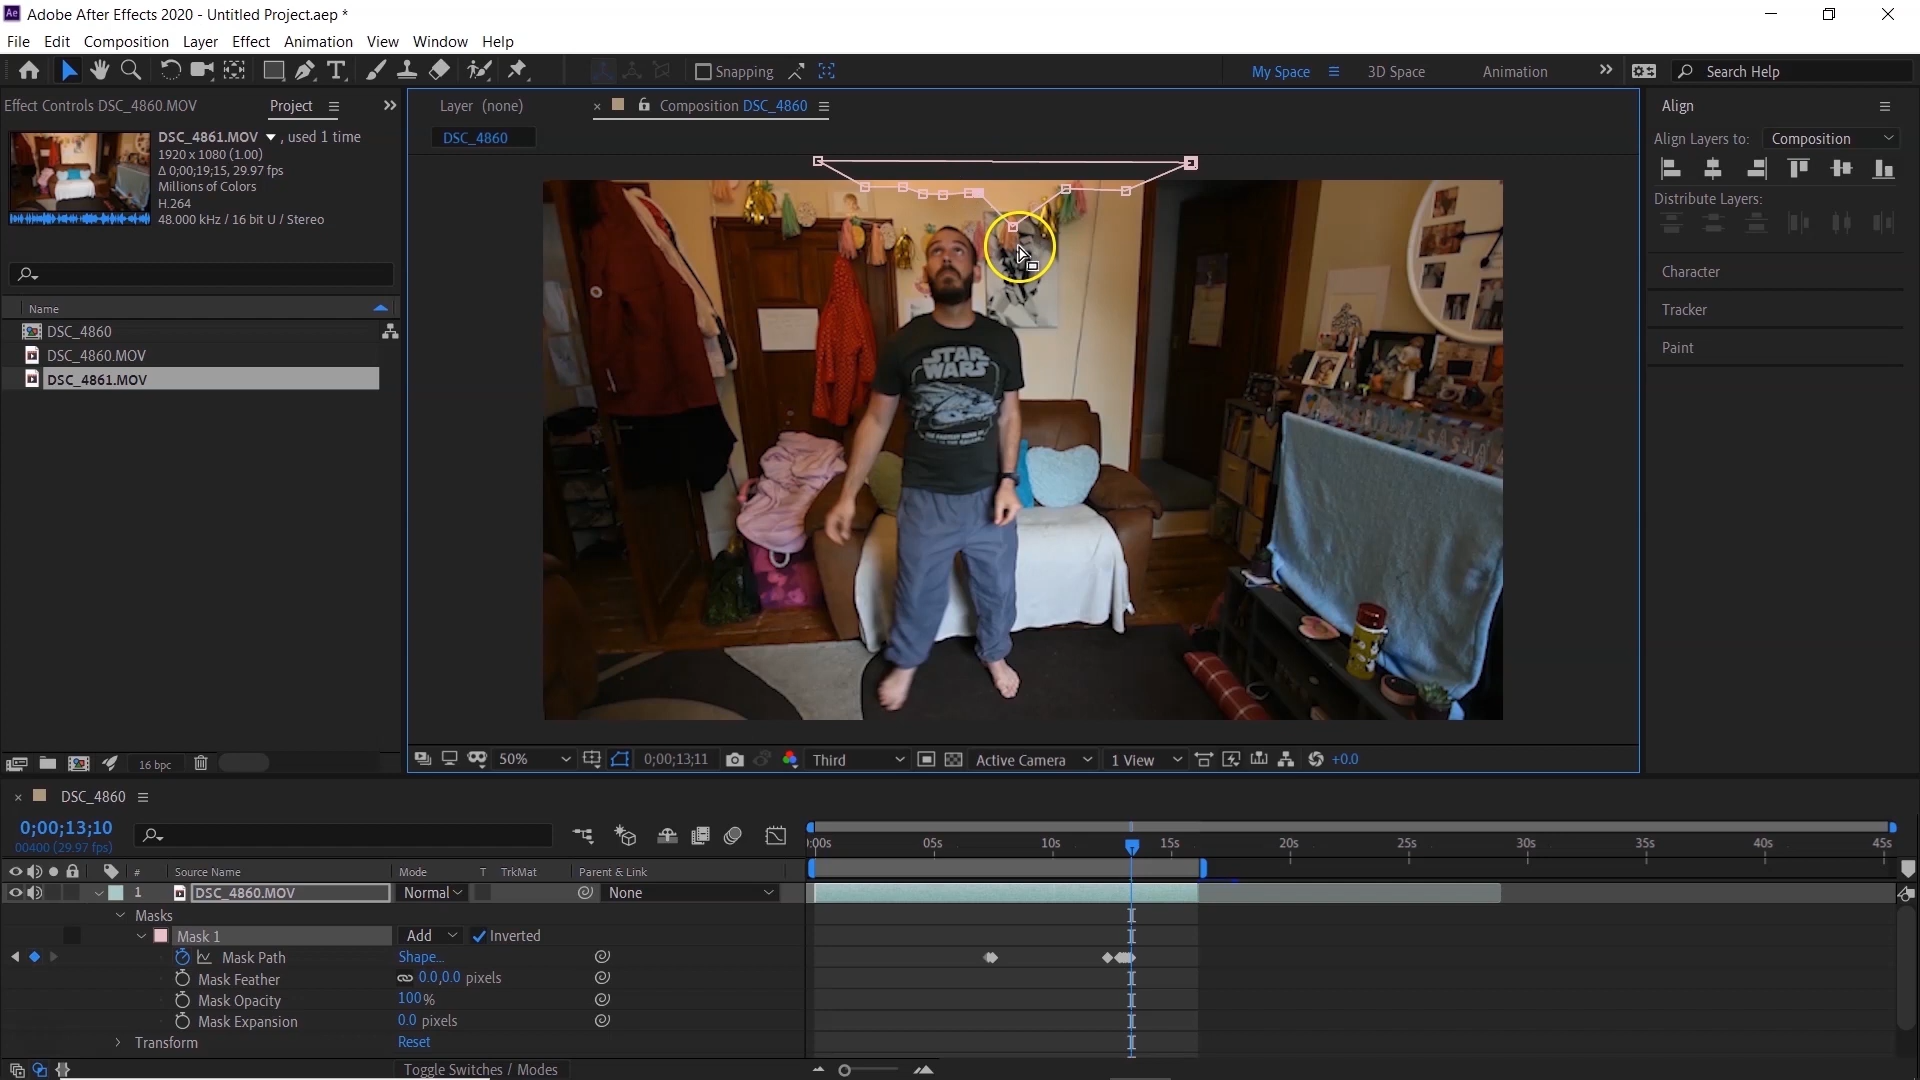 Adobe After Effects 2020 - Untitled Project.aep *
File Edit Composition Layer Effect Animation View Window Help
Snapping
My Space
3D Space
Animation
Search Help
Effect Controls DSC_4860.MOV
Project
Layer (none)
Composition DSC_4860
Align
DSC_4860
DSC_4861.MOV , used 1 time
1920 x 1080 (1.00)
Δ 0;00;19;15, 29.97 fps
Millions of Colors
H.264
48.000 kHz / 16 bit U / Stereo
Align Layers to: Composition
Distribute Layers:
Character
Tracker
Paint
Name
DSC_4860
DSC_4860.MOV
DSC_4861.MOV
STAR
WARS
16 bpc
50%
0;00;13;11
Third
Active Camera
1 View
+0.0
DSC_4860
0;00;13;10
00400 (29.97 fps)
:00s 05s 10s 15s 20s 25s 30s 35s 40s 45s
# Source Name Mode T TrkMat Parent & Link
1 DSC_4860.MOV Normal None
Masks
Mask 1 Add Inverted
Mask Path Shape...
Mask Feather 0.0,0.0 pixels
Mask Opacity 100%
Mask Expansion 0.0 pixels
Transform Reset
Toggle Switches / Modes